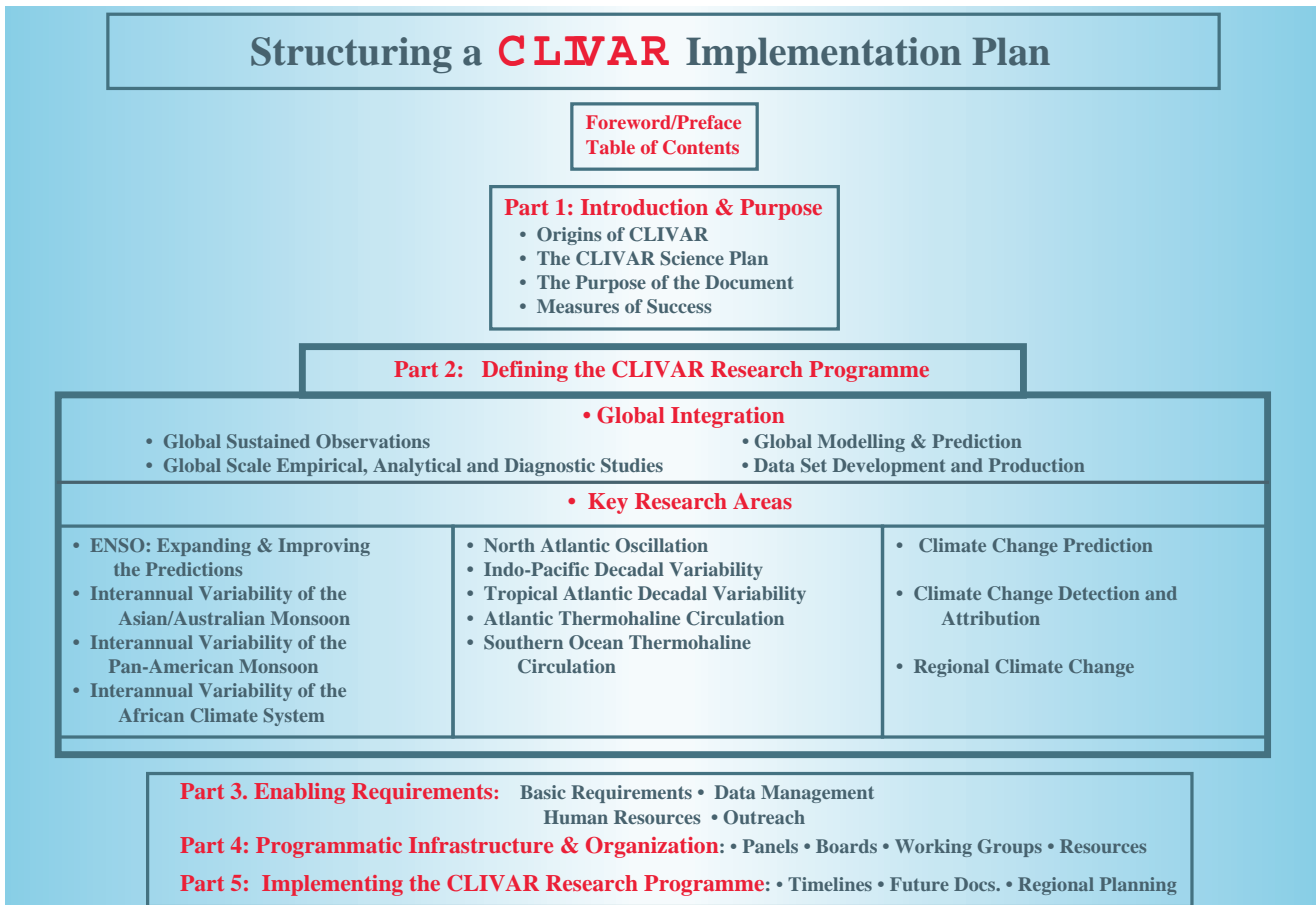 Structuring a CLIVAR Implementation Plan
Foreword/Preface
Table of Contents
Part 1: Introduction & Purpose
• Origins of CLIVAR
• The CLIVAR Science Plan
• The Purpose of the Document
• Measures of Success
Part 2: Defining the CLIVAR Research Programme
• Global Integration
• Global Sustained Observations
• Global Scale Empirical, Analytical and Diagnostic Studies
• Global Modelling & Prediction
• Data Set Development and Production
• Key Research Areas
• ENSO: Expanding & Improving
the Predictions
• Interannual Variability of the
Asian/Australian Monsoon
• Interannual Variability of the
Pan-American Monsoon
• Interannual Variability of the
African Climate System
• North Atlantic Oscillation
• Indo-Pacific Decadal Variability
• Tropical Atlantic Decadal Variability
• Atlantic Thermohaline Circulation
• Southern Ocean Thermohaline
Circulation
• Climate Change Prediction
• Climate Change Detection and
Attribution
• Regional Climate Change
Part 3. Enabling Requirements: Basic Requirements • Data Management
Human Resources • Outreach
Part 4: Programmatic Infrastructure & Organization: • Panels • Boards • Working Groups • Resources
Part 5: Implementing the CLIVAR Research Programme: • Timelines • Future Docs. • Regional Planning